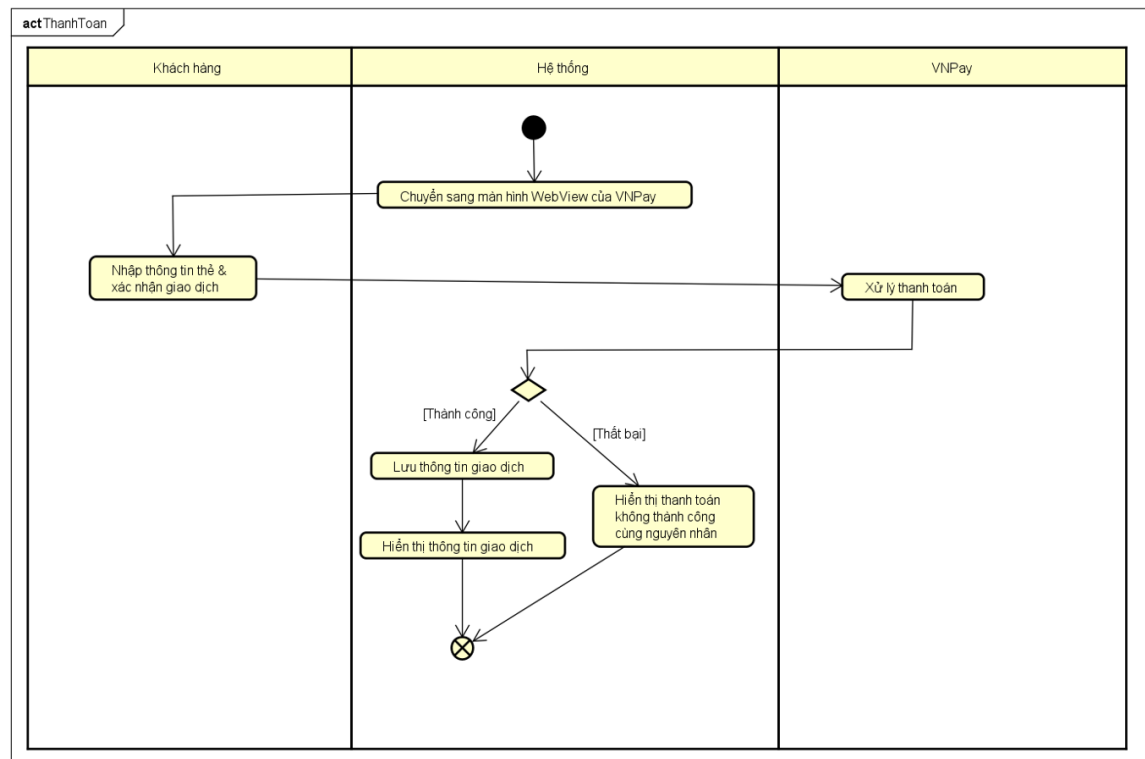 act ThanhToan
Khách hàng
Hệ thống
VNPay
Chuyển sang màn hình WebView của VNPay
Nhập thông tin thẻ &
xác nhận giao dịch
Xử lý thanh toán
[Thành công]
[Thất bại]
Lưu thông tin giao dịch
Hiển thị thanh toán
không thành công
cùng nguyên nhân
Hiển thị thông tin giao dịch